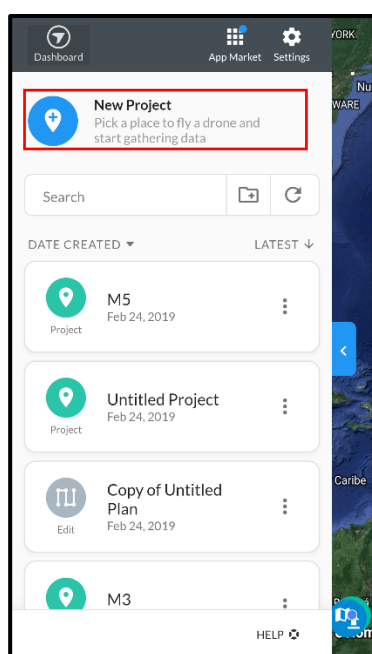 Dashboard
App Market
Settings
YORK
Nu
WARE
New Project
Pick a place to fly a drone and
start gathering data
Search
DATE CREATED
LATEST
M5
Feb 24, 2019
Project
Untitled Project
Feb 24, 2019
Project
Copy of Untitled
Plan
Feb 24, 2019
Edit
Caribe
M3
HELP